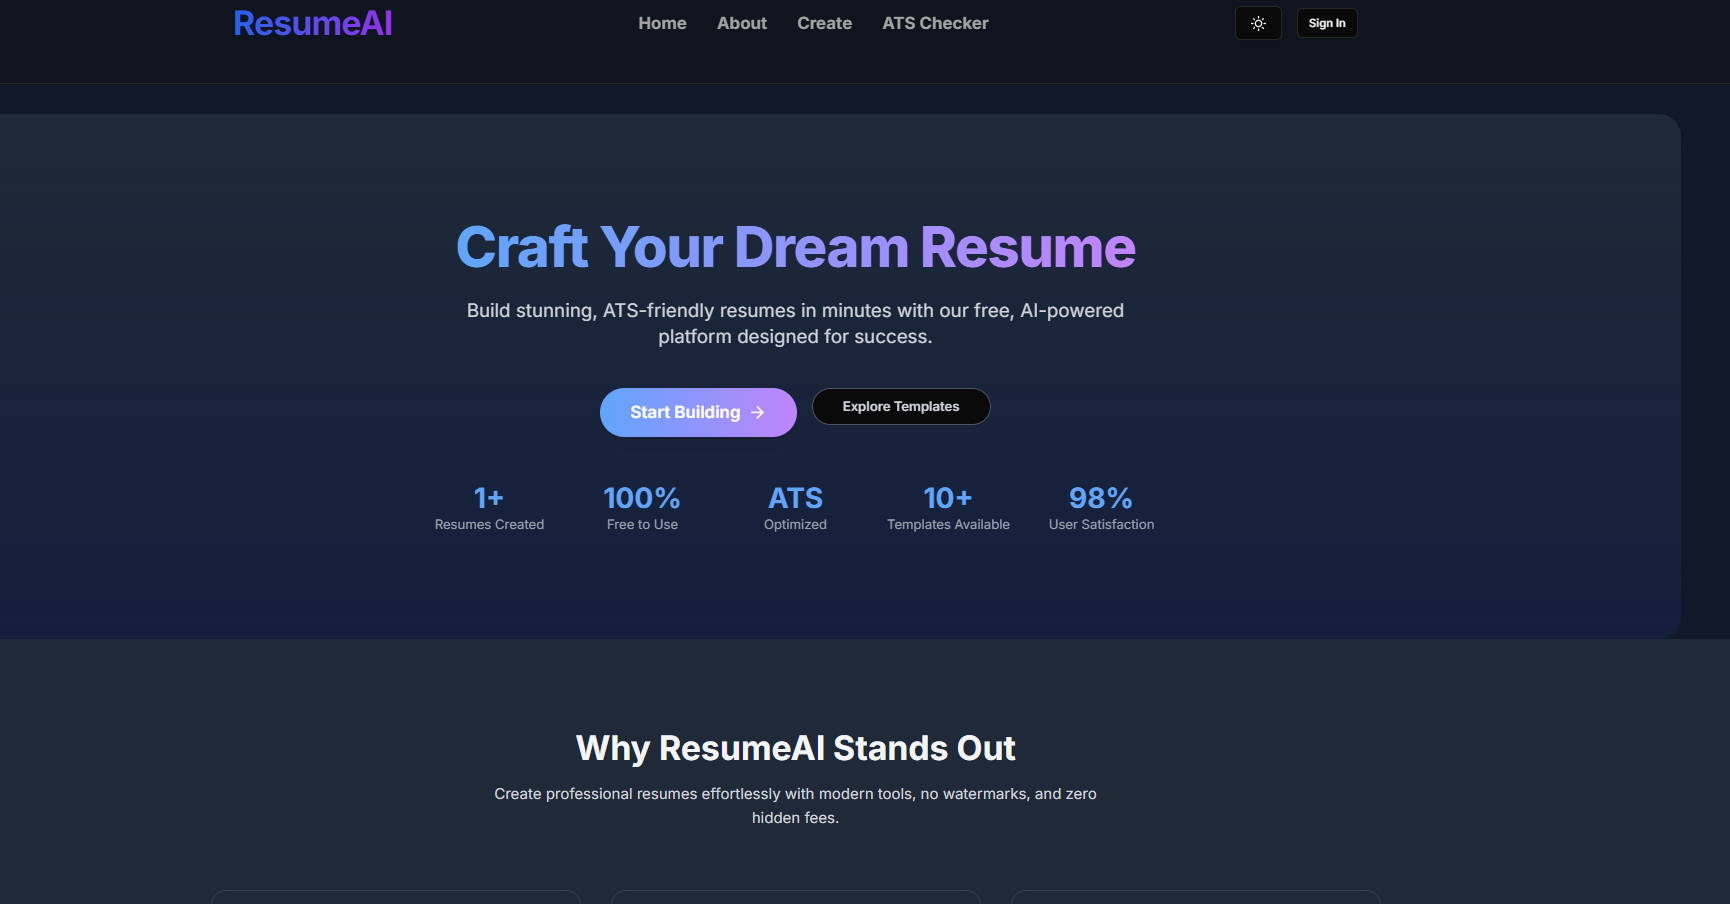 ResumeAI
Home
About
Create
ATS Checker
Sign In
Craft Your Dream Resume
Build stunning, ATS-friendly resumes in minutes with our free, AI-powered
platform designed for success.
Start Building →
Explore Templates
1+
Resumes Created
100%
Free to Use
ATS
Optimized
10+
Templates Available
98%
User Satisfaction
Why ResumeAI Stands Out
Create professional resumes effortlessly with modern tools, no watermarks, and zero
hidden fees.